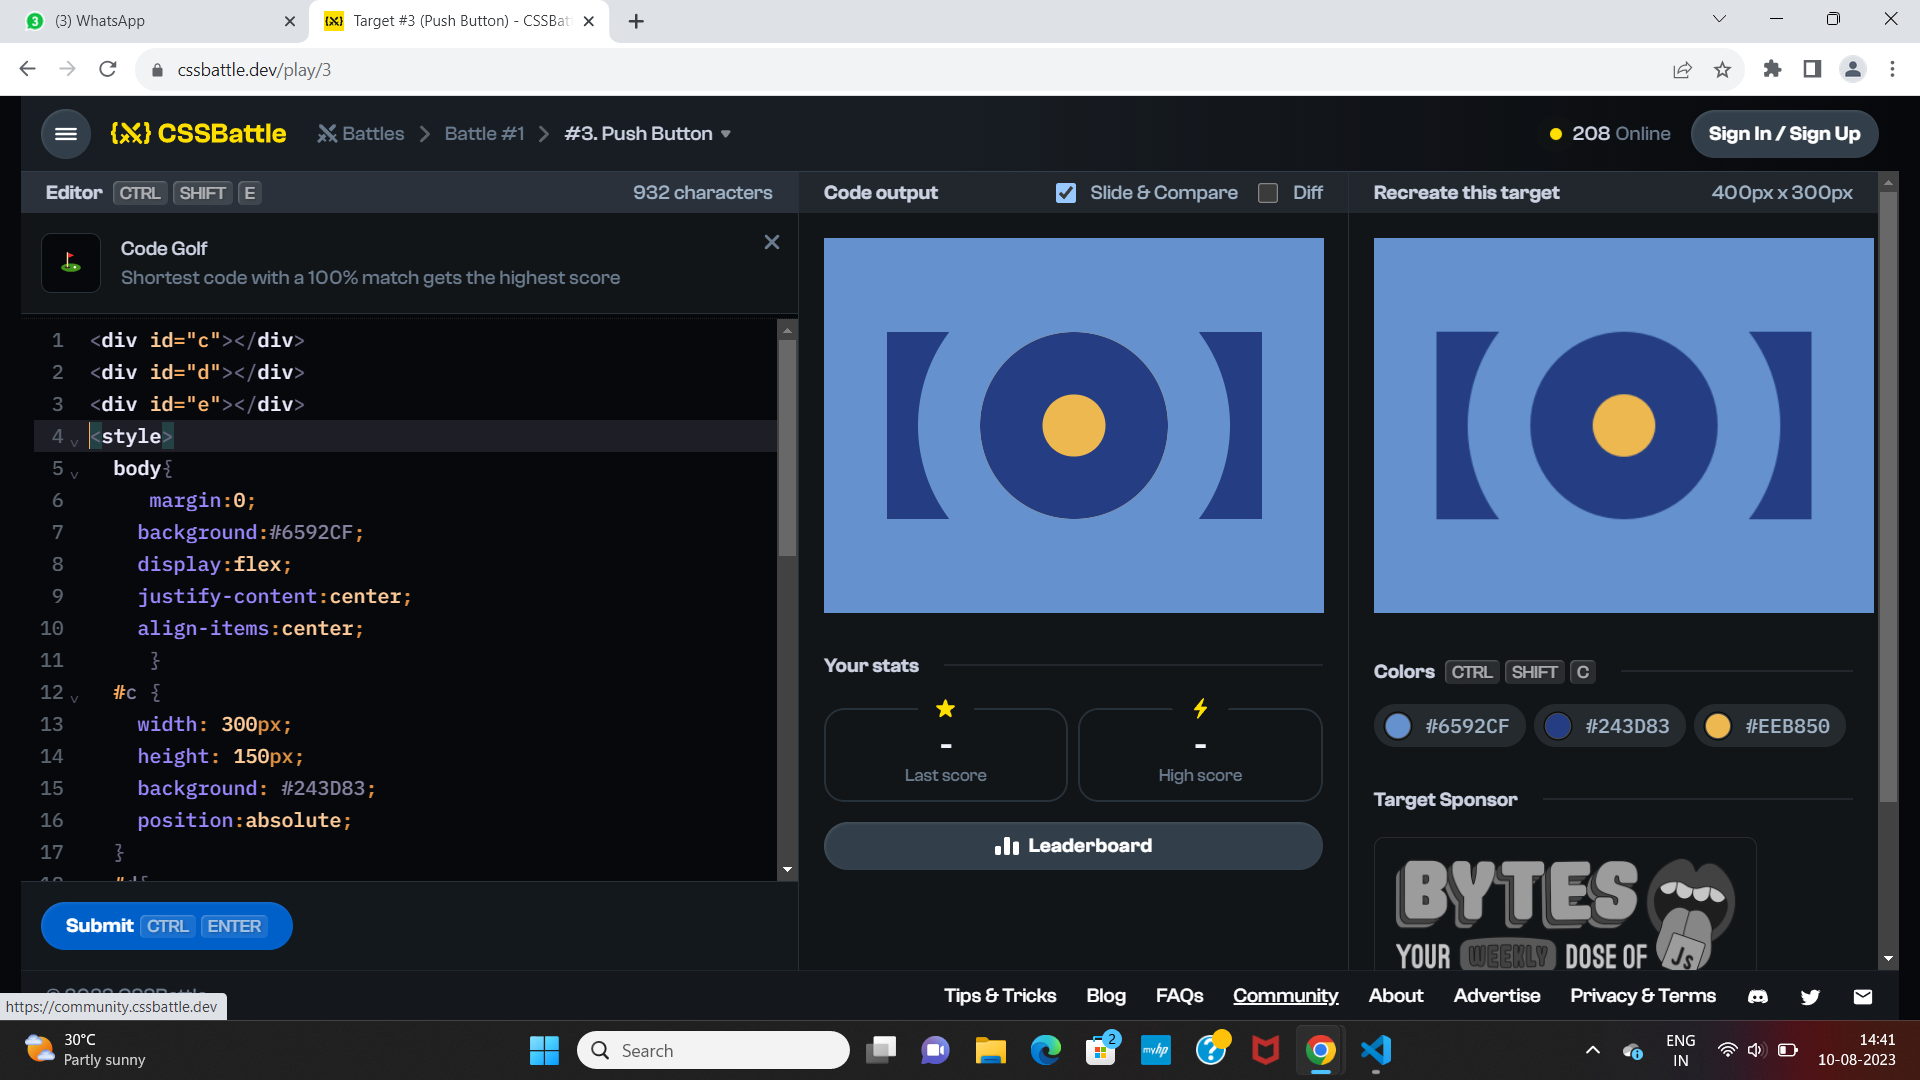 (3) WhatsApp
Target #3 (Push Button) - CSSBat
cssbattle.dev/play/3
CSSBattle
Battles
Battle #1
#3. Push Button
208 Online
Sign In / Sign Up
Editor CTRL SHIFT E
932 characters
Code Golf
Shortest code with a 100% match gets the highest score
1 <div id="c"></div>
2 <div id="d"></div>
3 <div id="e"></div>
4 <style>
5 body{
6 margin:0;
7 background:#6592CF;
8 display:flex;
9 justify-content:center;
10 align-items:center;
11 }
12 #c {
13 width: 300px;
14 height: 150px;
15 background: #243D83;
16 position:absolute;
17 }
Submit CTRL ENTER
Code output
Slide & Compare
Diff
Your stats
-
Last score
-
High score
Leaderboard
Recreate this target
400px x 300px
Colors CTRL SHIFT C
#6592CF
#243D83
#EEB850
Target Sponsor
BYTES
YOUR WEEKLY DOSE OF
JS
https://community.cssbattle.dev
Tips & Tricks
Blog
FAQs
Community
About
Advertise
Privacy & Terms
30°C
Partly sunny
Search
2
myhp
ENG
IN
14:41
10-08-2023